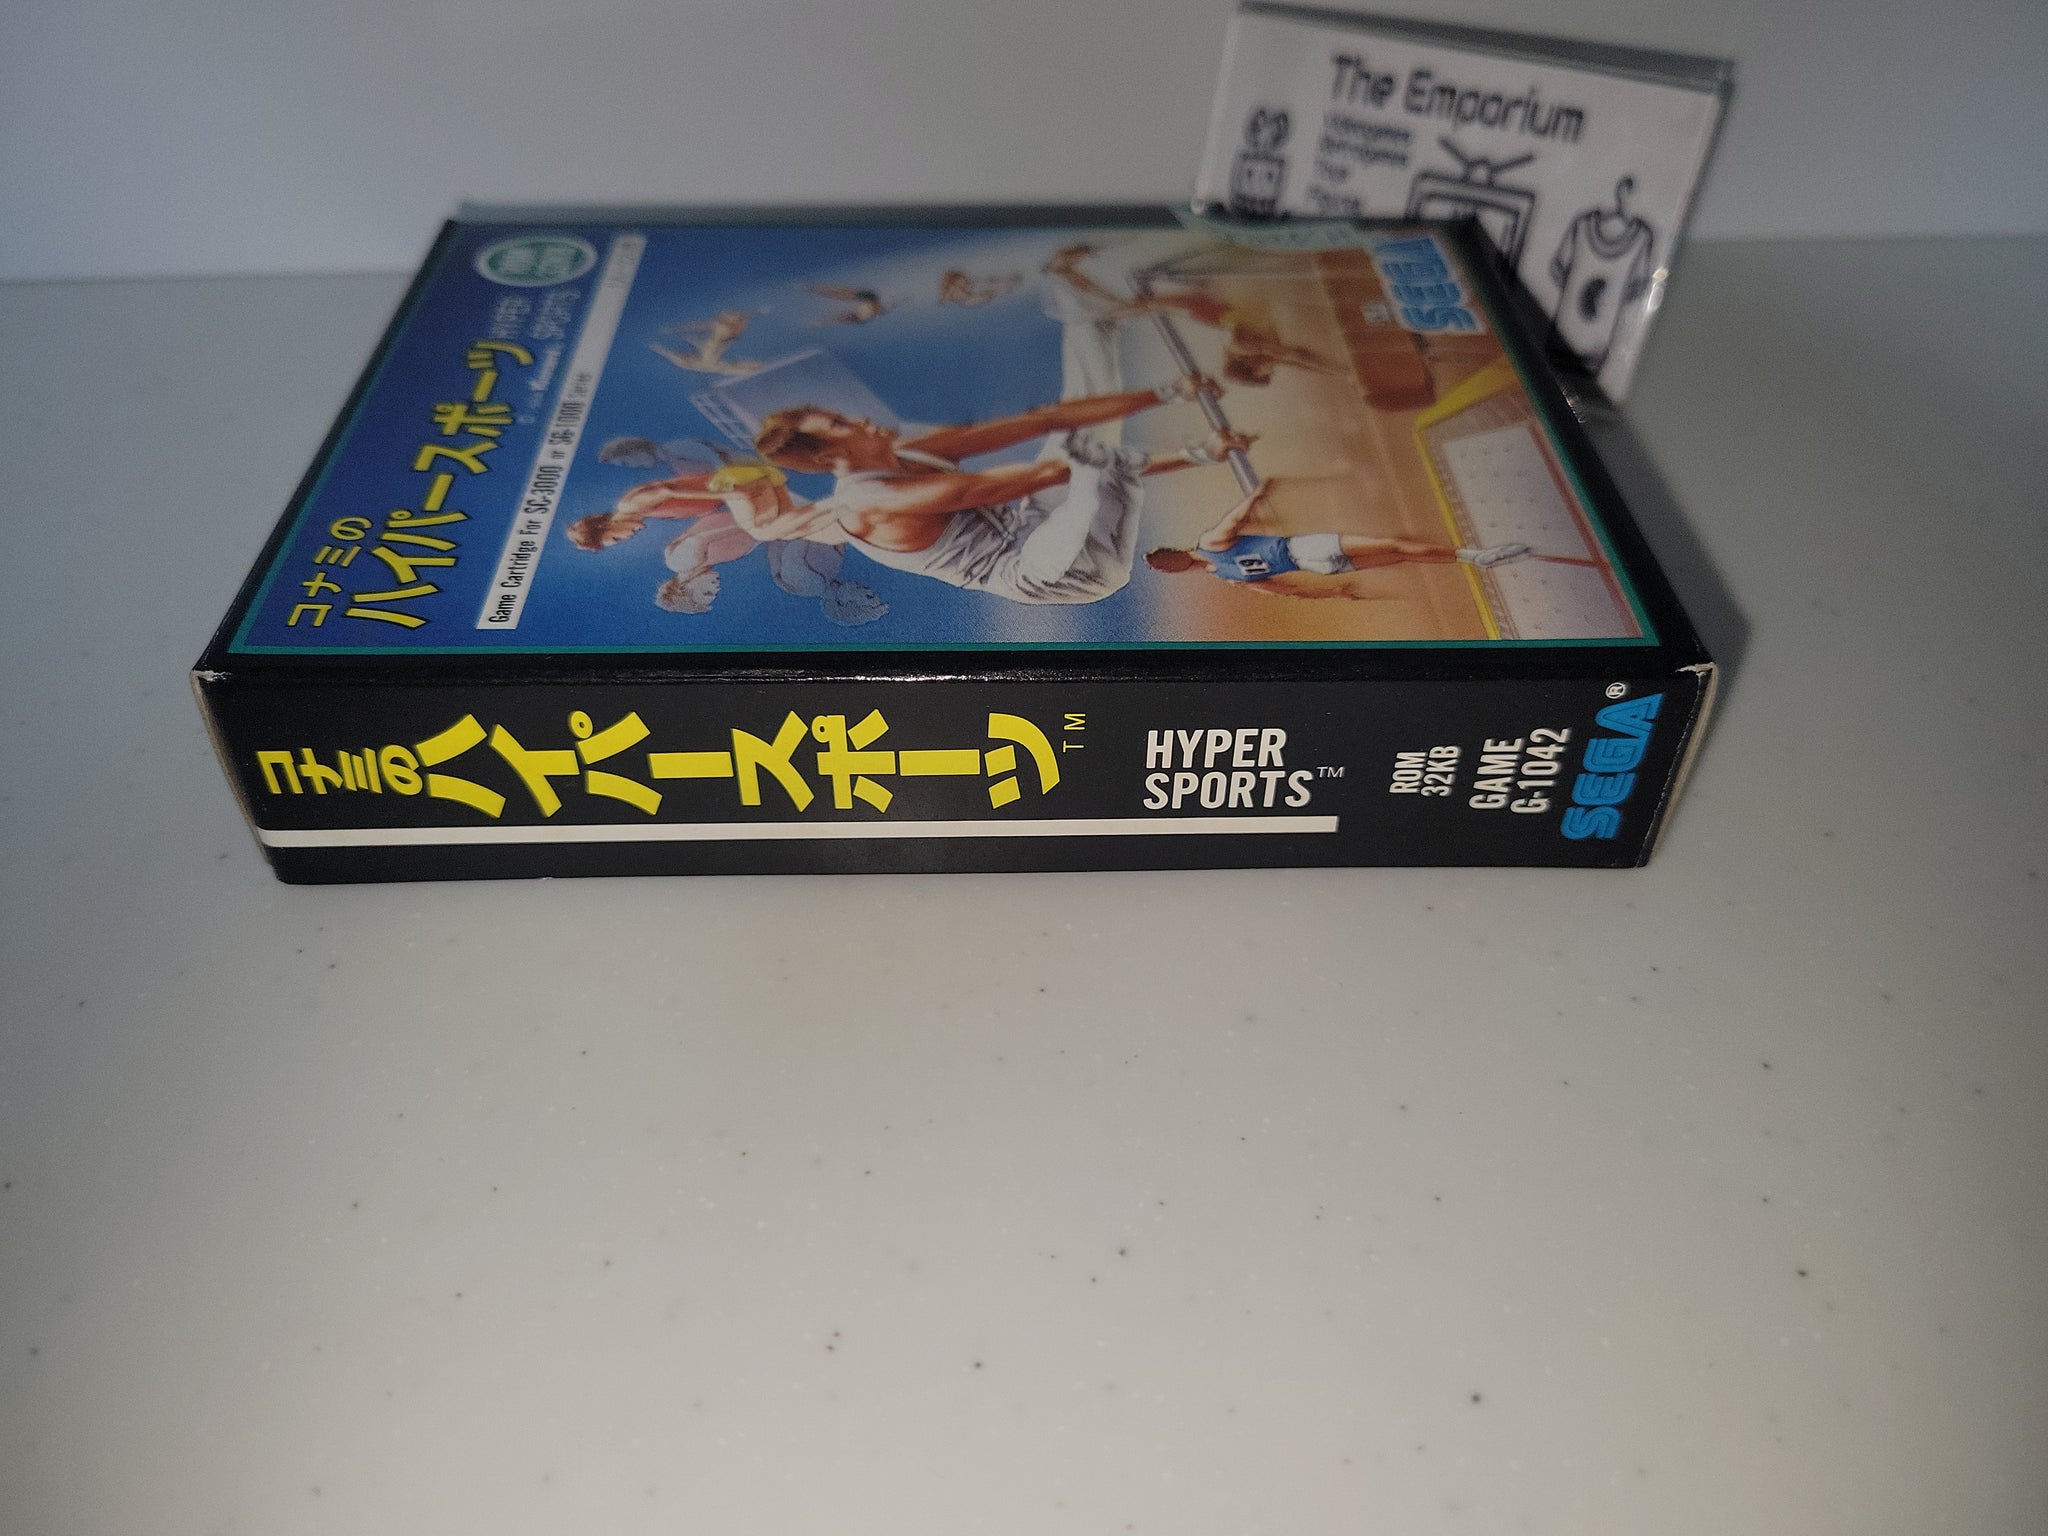 The Emporium
SEGA
コナミの
ハイパースポーツ
HYPER
SPORTS
Game Cartridge For SC-3000 or SG-1000 Series
コナミの
ハイパースポーツ™
HYPER
SPORTS™
ROM
32KB
GAME
G-1042
SEGA®